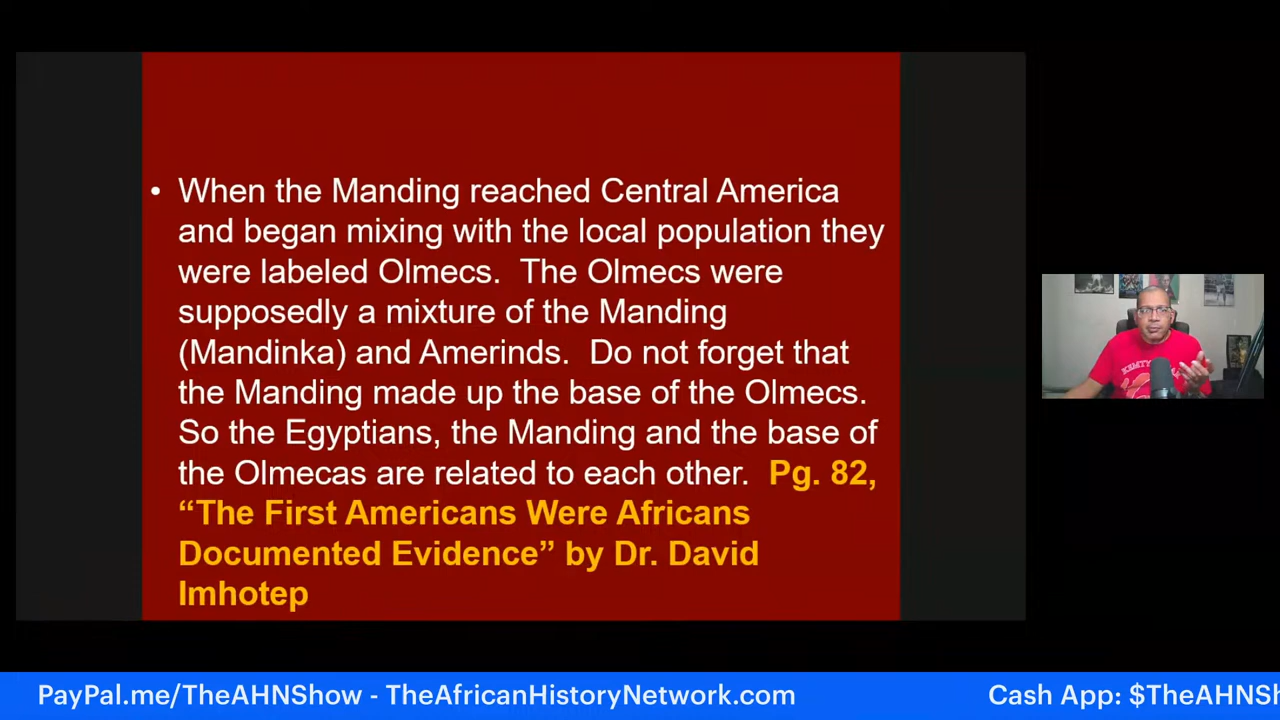 • When the Manding reached Central America
and began mixing with the local population they
were labeled Olmecs.  The Olmecs were
supposedly a mixture of the Manding
(Mandinka) and Amerinds.  Do not forget that
the Manding made up the base of the Olmecs.
So the Egyptians, the Manding and the base of
the Olmecas are related to each other.  Pg. 82,
“The First Americans Were Africans
Documented Evidence” by Dr. David
Imhotep
PayPal.me/TheAHNShow - TheAfricanHistoryNetwork.com
Cash App: $TheAHNSh